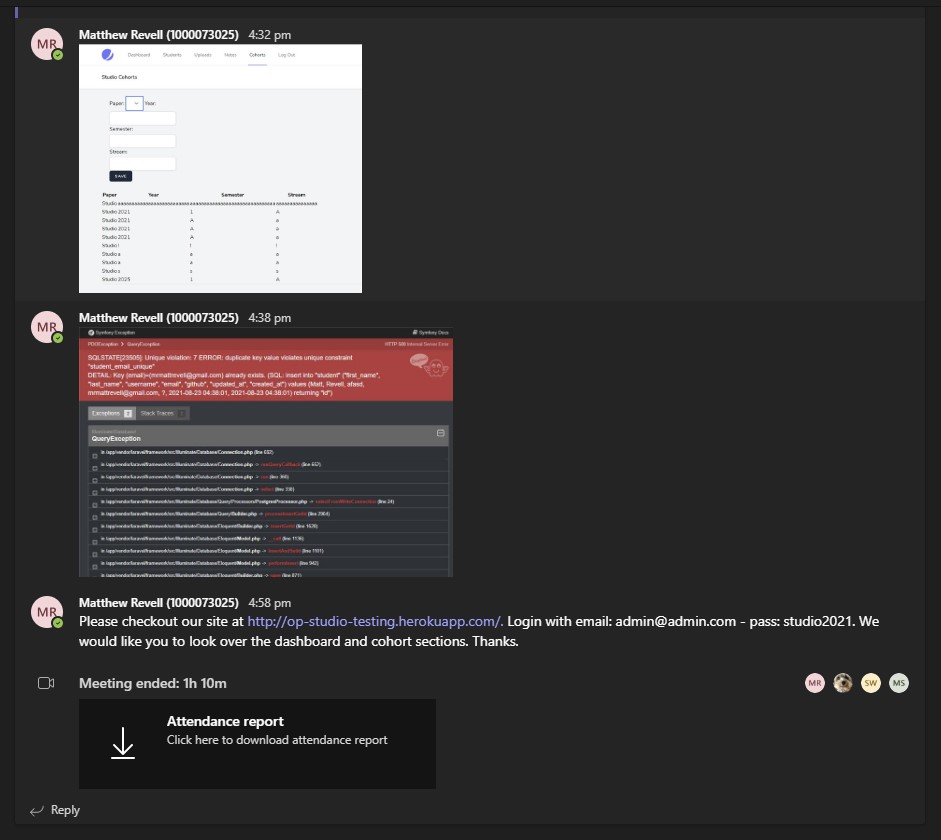 MR
Matthew Revell (1000073025) 4:32 pm
Dashboard Students Uploads Notes Cohorts Log Out
Studio Cohorts
Paper: Year:
Semester:
Stream:
SAVE
Paper Year Semester Stream
Studio
Studio 2021 1 A
Studio 2021 A a
Studio 2021 A a
Studio 2021 A a
Studio l l l
Studio a a a
Studio a a a
Studio s s s
Studio 2025 1 A
MR
Matthew Revell (1000073025) 4:38 pm
Symfony Exception Symfony Docs
PDOException > QueryException HTTP 500 Internal Server Error
SQLSTATE[23505]: Unique violation: 7 ERROR: duplicate key value violates unique constraint
"student_email_unique"
DETAIL: Key (email)=(mrmattrevell@gmail.com) already exists. (SQL: insert into "student" ("first_name",
"last_name", "username", "email", "github", "updated_at", "created_at") values (Matt, Revell, afasd,
mrmattrevell@gmail.com, ?, 2021-08-23 04:38:01, 2021-08-23 04:38:01) returning "id")
Exceptions 2 Stack Traces 2
Illuminate\Database\
QueryException
in /app/vendor/laravel/framework/src/Illuminate/Database/Connection.php (line 692)
in /app/vendor/laravel/framework/src/Illuminate/Database/Connection.php -> runQueryCallback (line 652)
in /app/vendor/laravel/framework/src/Illuminate/Database/Connection.php -> run (line 360)
in /app/vendor/laravel/framework/src/Illuminate/Database/Connection.php -> select (line 338)
in /app/vendor/laravel/framework/src/Illuminate/Database/Query/Processors/PostgresProcessor.php -> selectFromWriteConnection (line 24)
in /app/vendor/laravel/framework/src/Illuminate/Database/Query/Builder.php -> processInsertGetId (line 2964)
in /app/vendor/laravel/framework/src/Illuminate/Database/Eloquent/Builder.php -> insertGetId (line 1628)
in /app/vendor/laravel/framework/src/Illuminate/Database/Eloquent/Model.php -> __call (line 1136)
in /app/vendor/laravel/framework/src/Illuminate/Database/Eloquent/Model.php -> insertAndSetId (line 1101)
in /app/vendor/laravel/framework/src/Illuminate/Database/Eloquent/Model.php -> performInsert (line 942)
in /app/vendor/laravel/framework/src/Illuminate/Database/Eloquent/Model.php -> save (line 871)
MR
Matthew Revell (1000073025) 4:58 pm
Please checkout our site at http://op-studio-testing.herokuapp.com/. Login with email: admin@admin.com - pass: studio2021. We
would like you to look over the dashboard and cohort sections. Thanks.
Meeting ended: 1h 10m MR SW MS
Attendance report
Click here to download attendance report
Reply